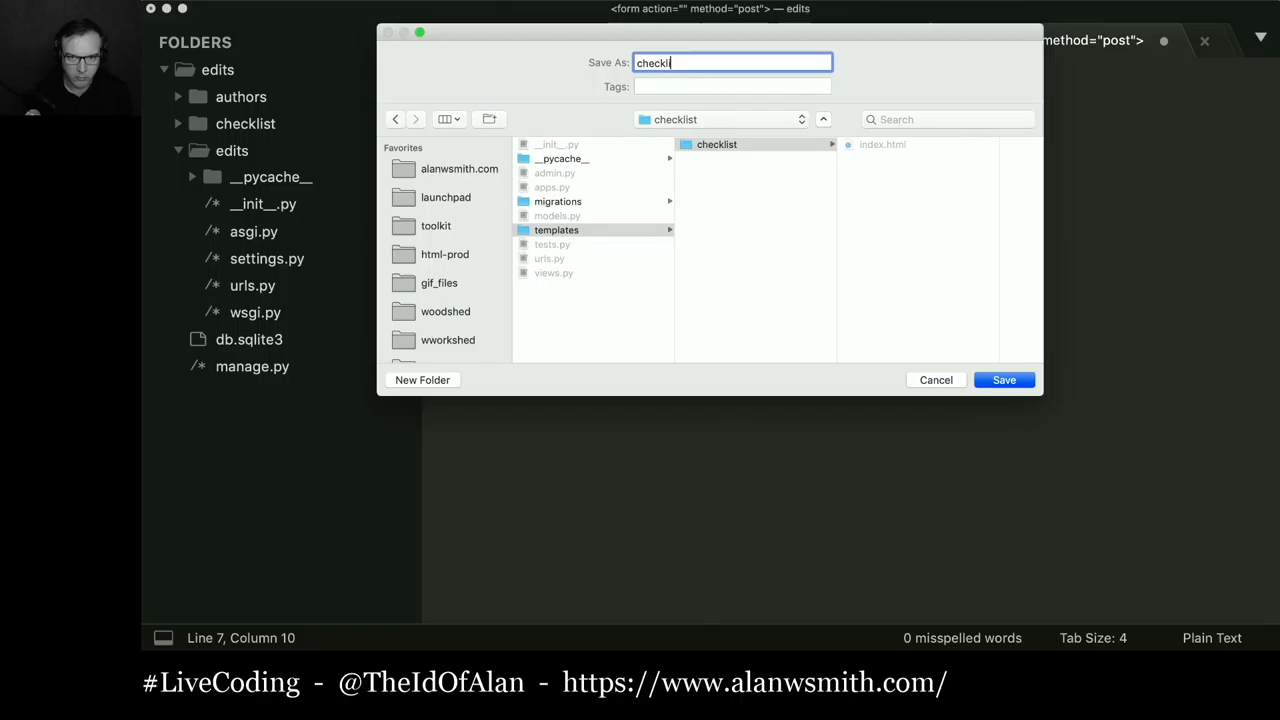 <form action="" method="post"> — edits
FOLDERS
edits
authors
checklist
edits
__pycache__
/* __init__.py
/* asgi.py
/* settings.py
/* urls.py
/* wsgi.py
db.sqlite3
/* manage.py
method="post">
Save As: checkli
Tags:
checklist
Search
Favorites
alanwsmith.com
launchpad
toolkit
html-prod
gif_files
woodshed
wworkshed
__init__.py
__pycache__
admin.py
apps.py
migrations
models.py
templates
tests.py
urls.py
views.py
checklist
index.html
New Folder
Cancel
Save
Line 7, Column 10
0 misspelled words
Tab Size: 4
Plain Text
#LiveCoding - @TheIdOfAlan - https://www.alanwsmith.com/